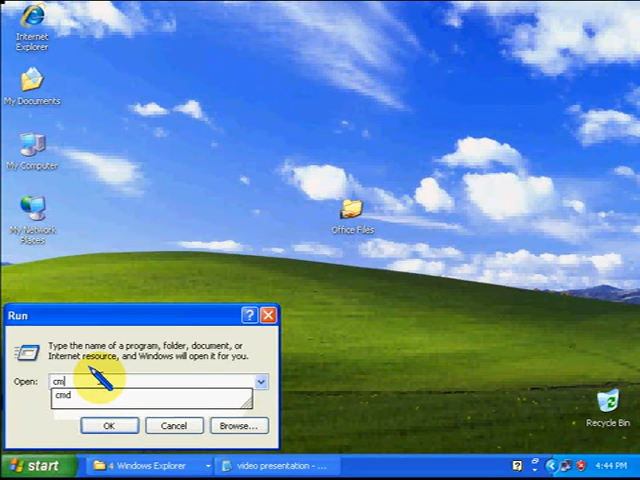 Internet
Explorer
My Documents
My Computer
My Network
Places
Office Files
Run
Type the name of a program, folder, document, or
Internet resource, and Windows will open it for you.
Open:
cm
cmd
OK
Cancel
Browse...
Recycle Bin
start
4 Windows Explorer
video presentation - ...
4:44 PM